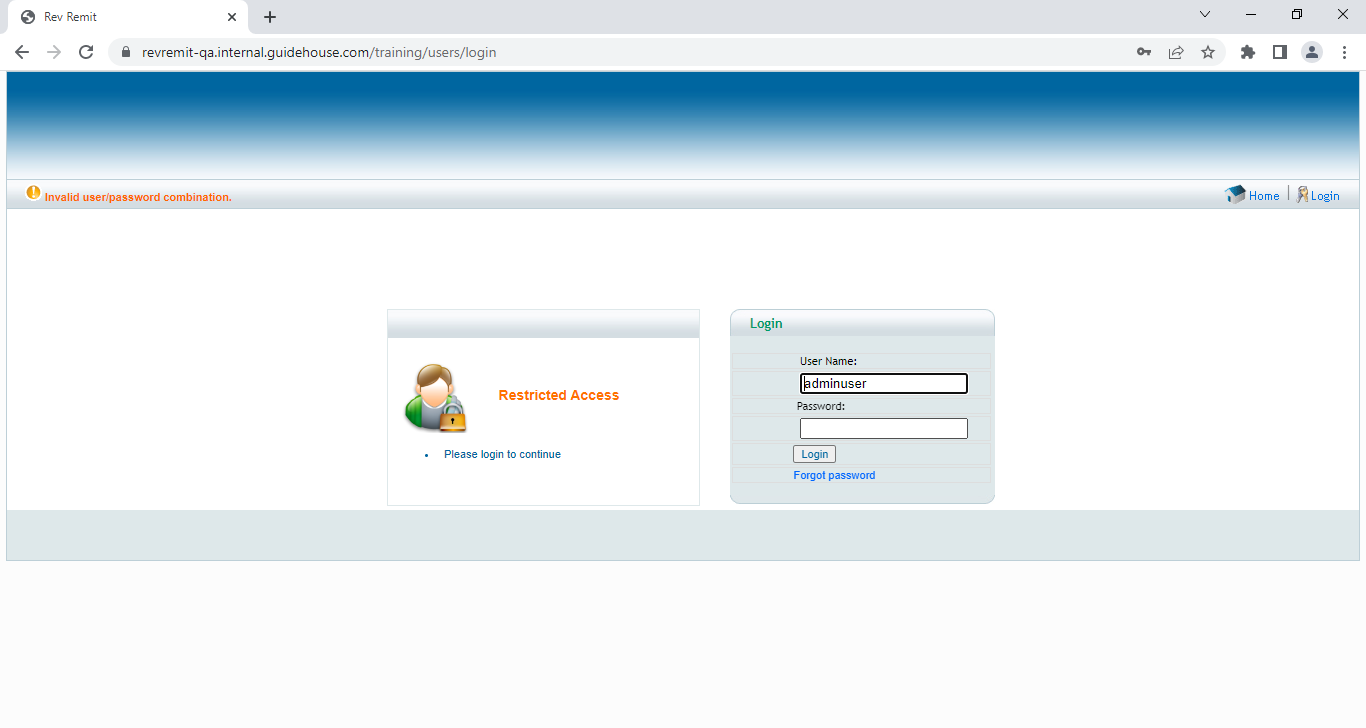 Rev Remit
revremit-qa.internal.guidehouse.com/training/users/login
Invalid user/password combination.
Home
Login
Login
User Name:
adminuser
Restricted Access
Password:
Please login to continue
Login
Forgot password